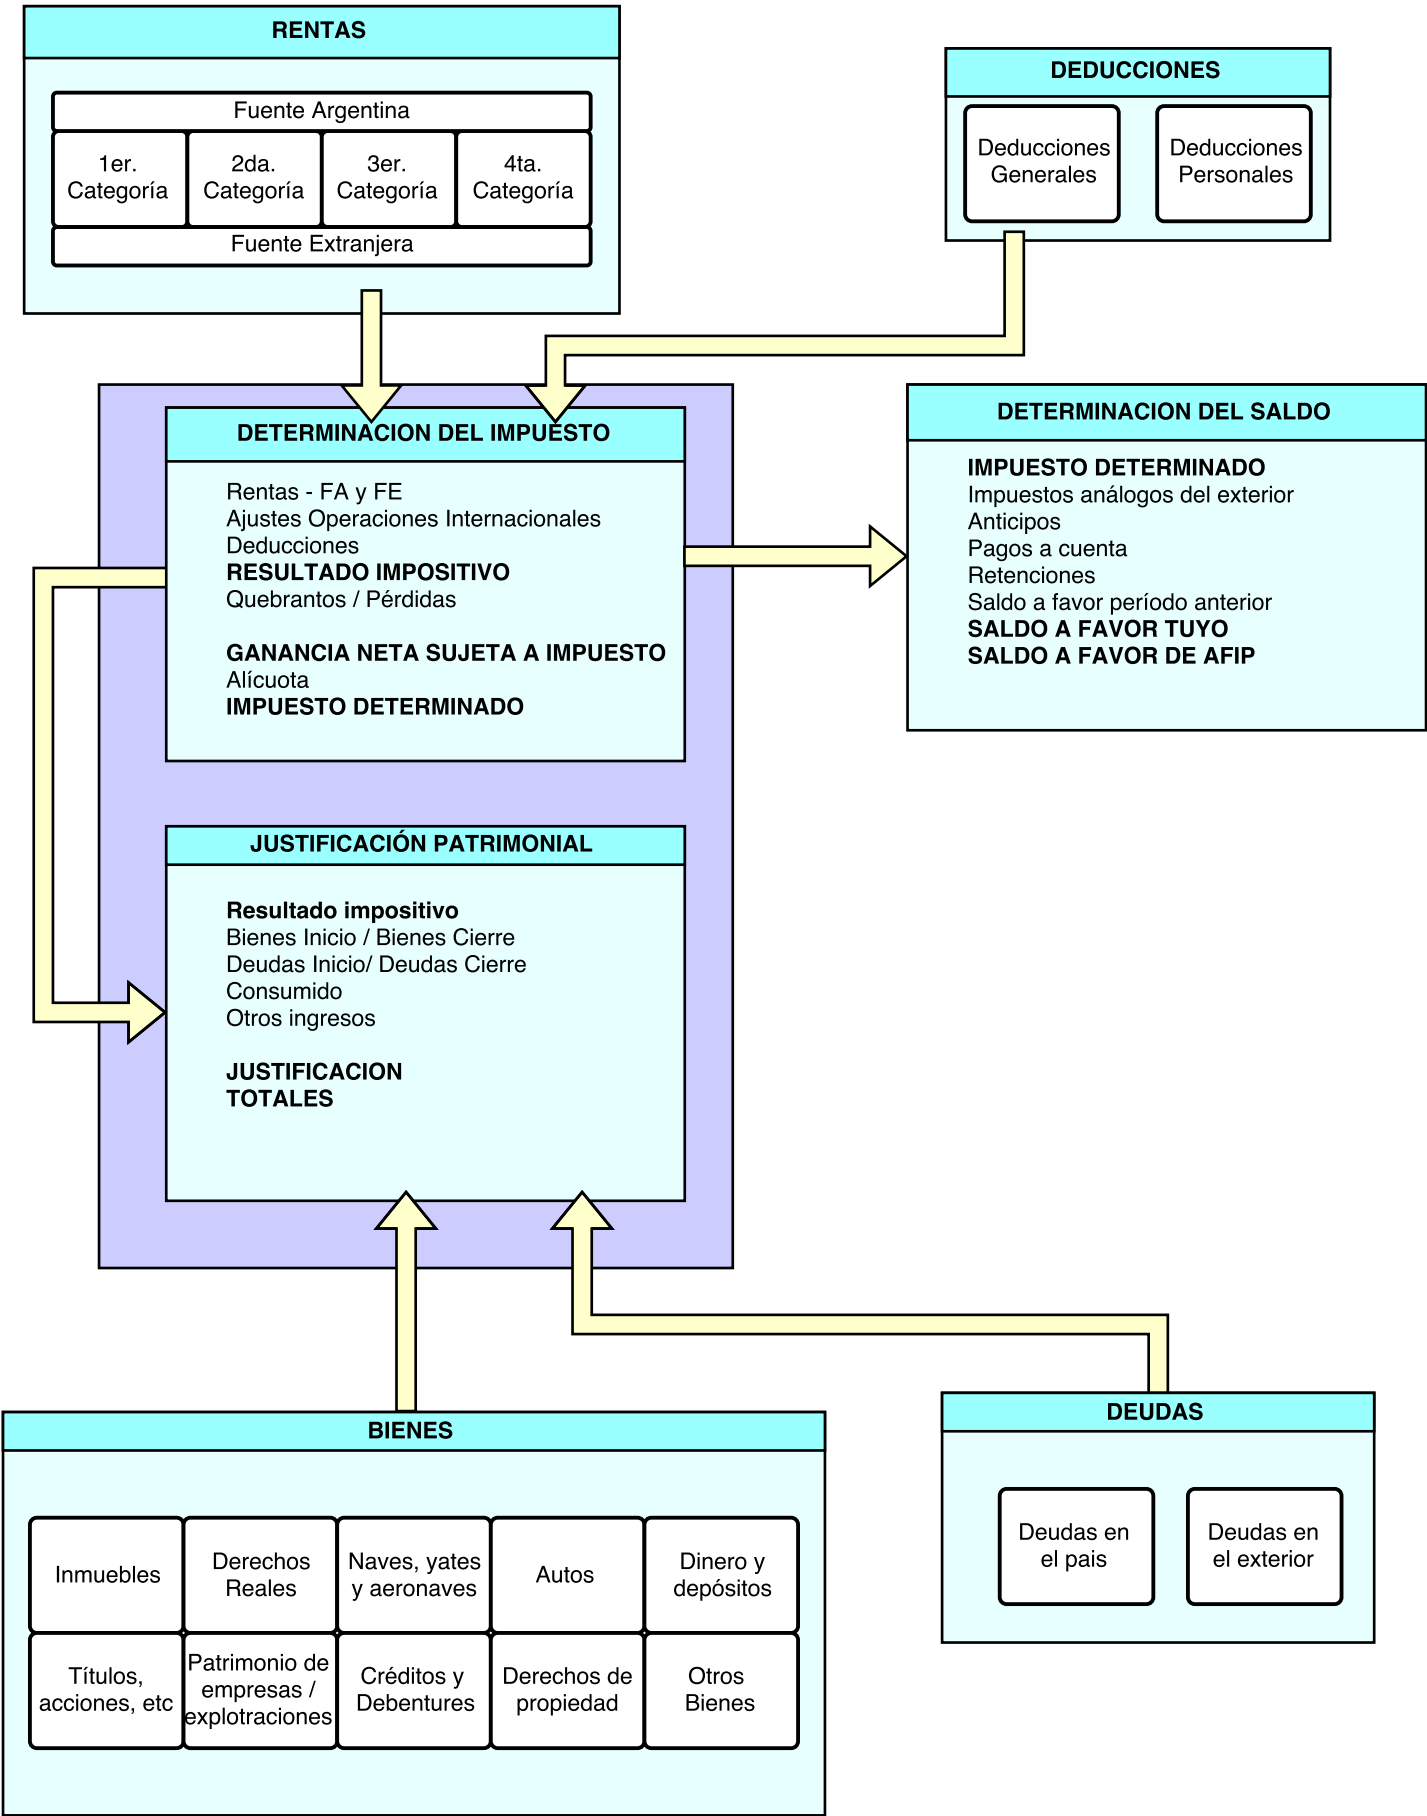 RENTAS
Fuente Argentina
1er.
Categoría
2da.
Categoría
3er.
Categoría
4ta.
Categoría
Fuente Extranjera
DEDUCCIONES
Deducciones
Generales
Deducciones
Personales
DETERMINACION DEL IMPUESTO
Rentas - FA y FE
Ajustes Operaciones Internacionales
Deducciones
RESULTADO IMPOSITIVO
Quebrantos / Pérdidas
GANANCIA NETA SUJETA A IMPUESTO
Alícuota
IMPUESTO DETERMINADO
DETERMINACION DEL SALDO
IMPUESTO DETERMINADO
Impuestos análogos del exterior
Anticipos
Pagos a cuenta
Retenciones
Saldo a favor período anterior
SALDO A FAVOR TUYO
SALDO A FAVOR DE AFIP
JUSTIFICACIÓN PATRIMONIAL
Resultado impositivo
Bienes Inicio / Bienes Cierre
Deudas Inicio/ Deudas Cierre
Consumido
Otros ingresos
JUSTIFICACION
TOTALES
BIENES
Inmuebles
Derechos
Reales
Naves, yates
y aeronaves
Autos
Dinero y
depósitos
Títulos,
acciones, etc
Patrimonio de
empresas /
explotraciones
Créditos y
Debentures
Derechos de
propiedad
Otros
Bienes
DEUDAS
Deudas en
el pais
Deudas en
el exterior